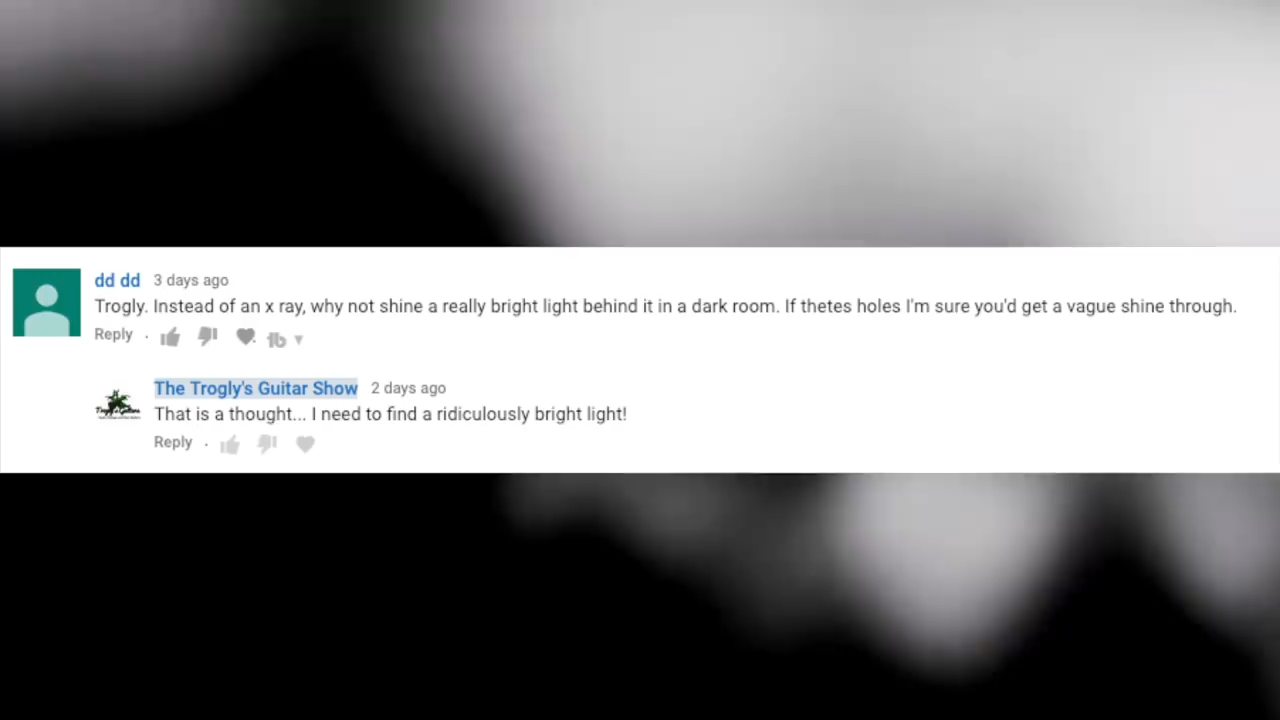 dd dd 3 days ago
Trogly. Instead of an x ray, why not shine a really bright light behind it in a dark room. If thetes holes I'm sure you'd get a vague shine through.
Reply
The Trogly's Guitar Show 2 days ago
That is a thought... I need to find a ridiculously bright light!
Reply